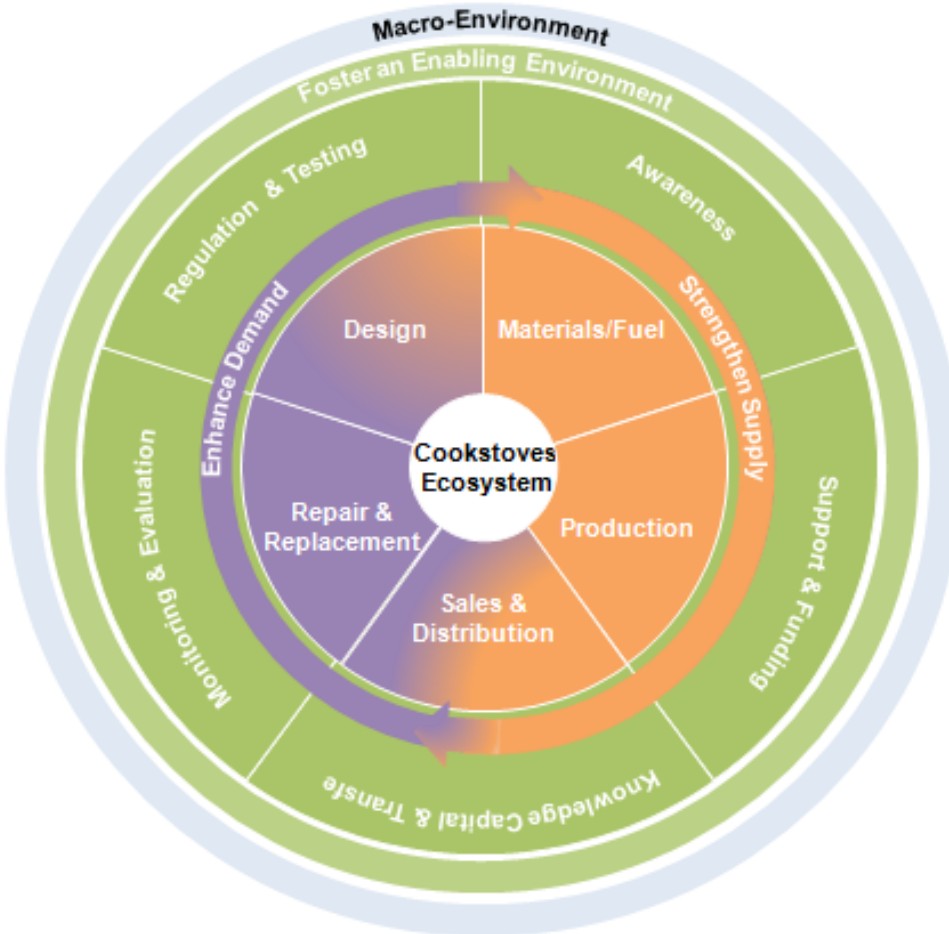 Macro-Environment
Foster an Enabling Environment
Regulation & Testing
Awareness
Enhance Demand
Strengthen Supply
Design
Materials/Fuel
Cookstoves
Ecosystem
Repair &
Replacement
Production
Sales &
Distribution
Monitoring & Evaluation
Support & Funding
Knowledge Capital & Transfe